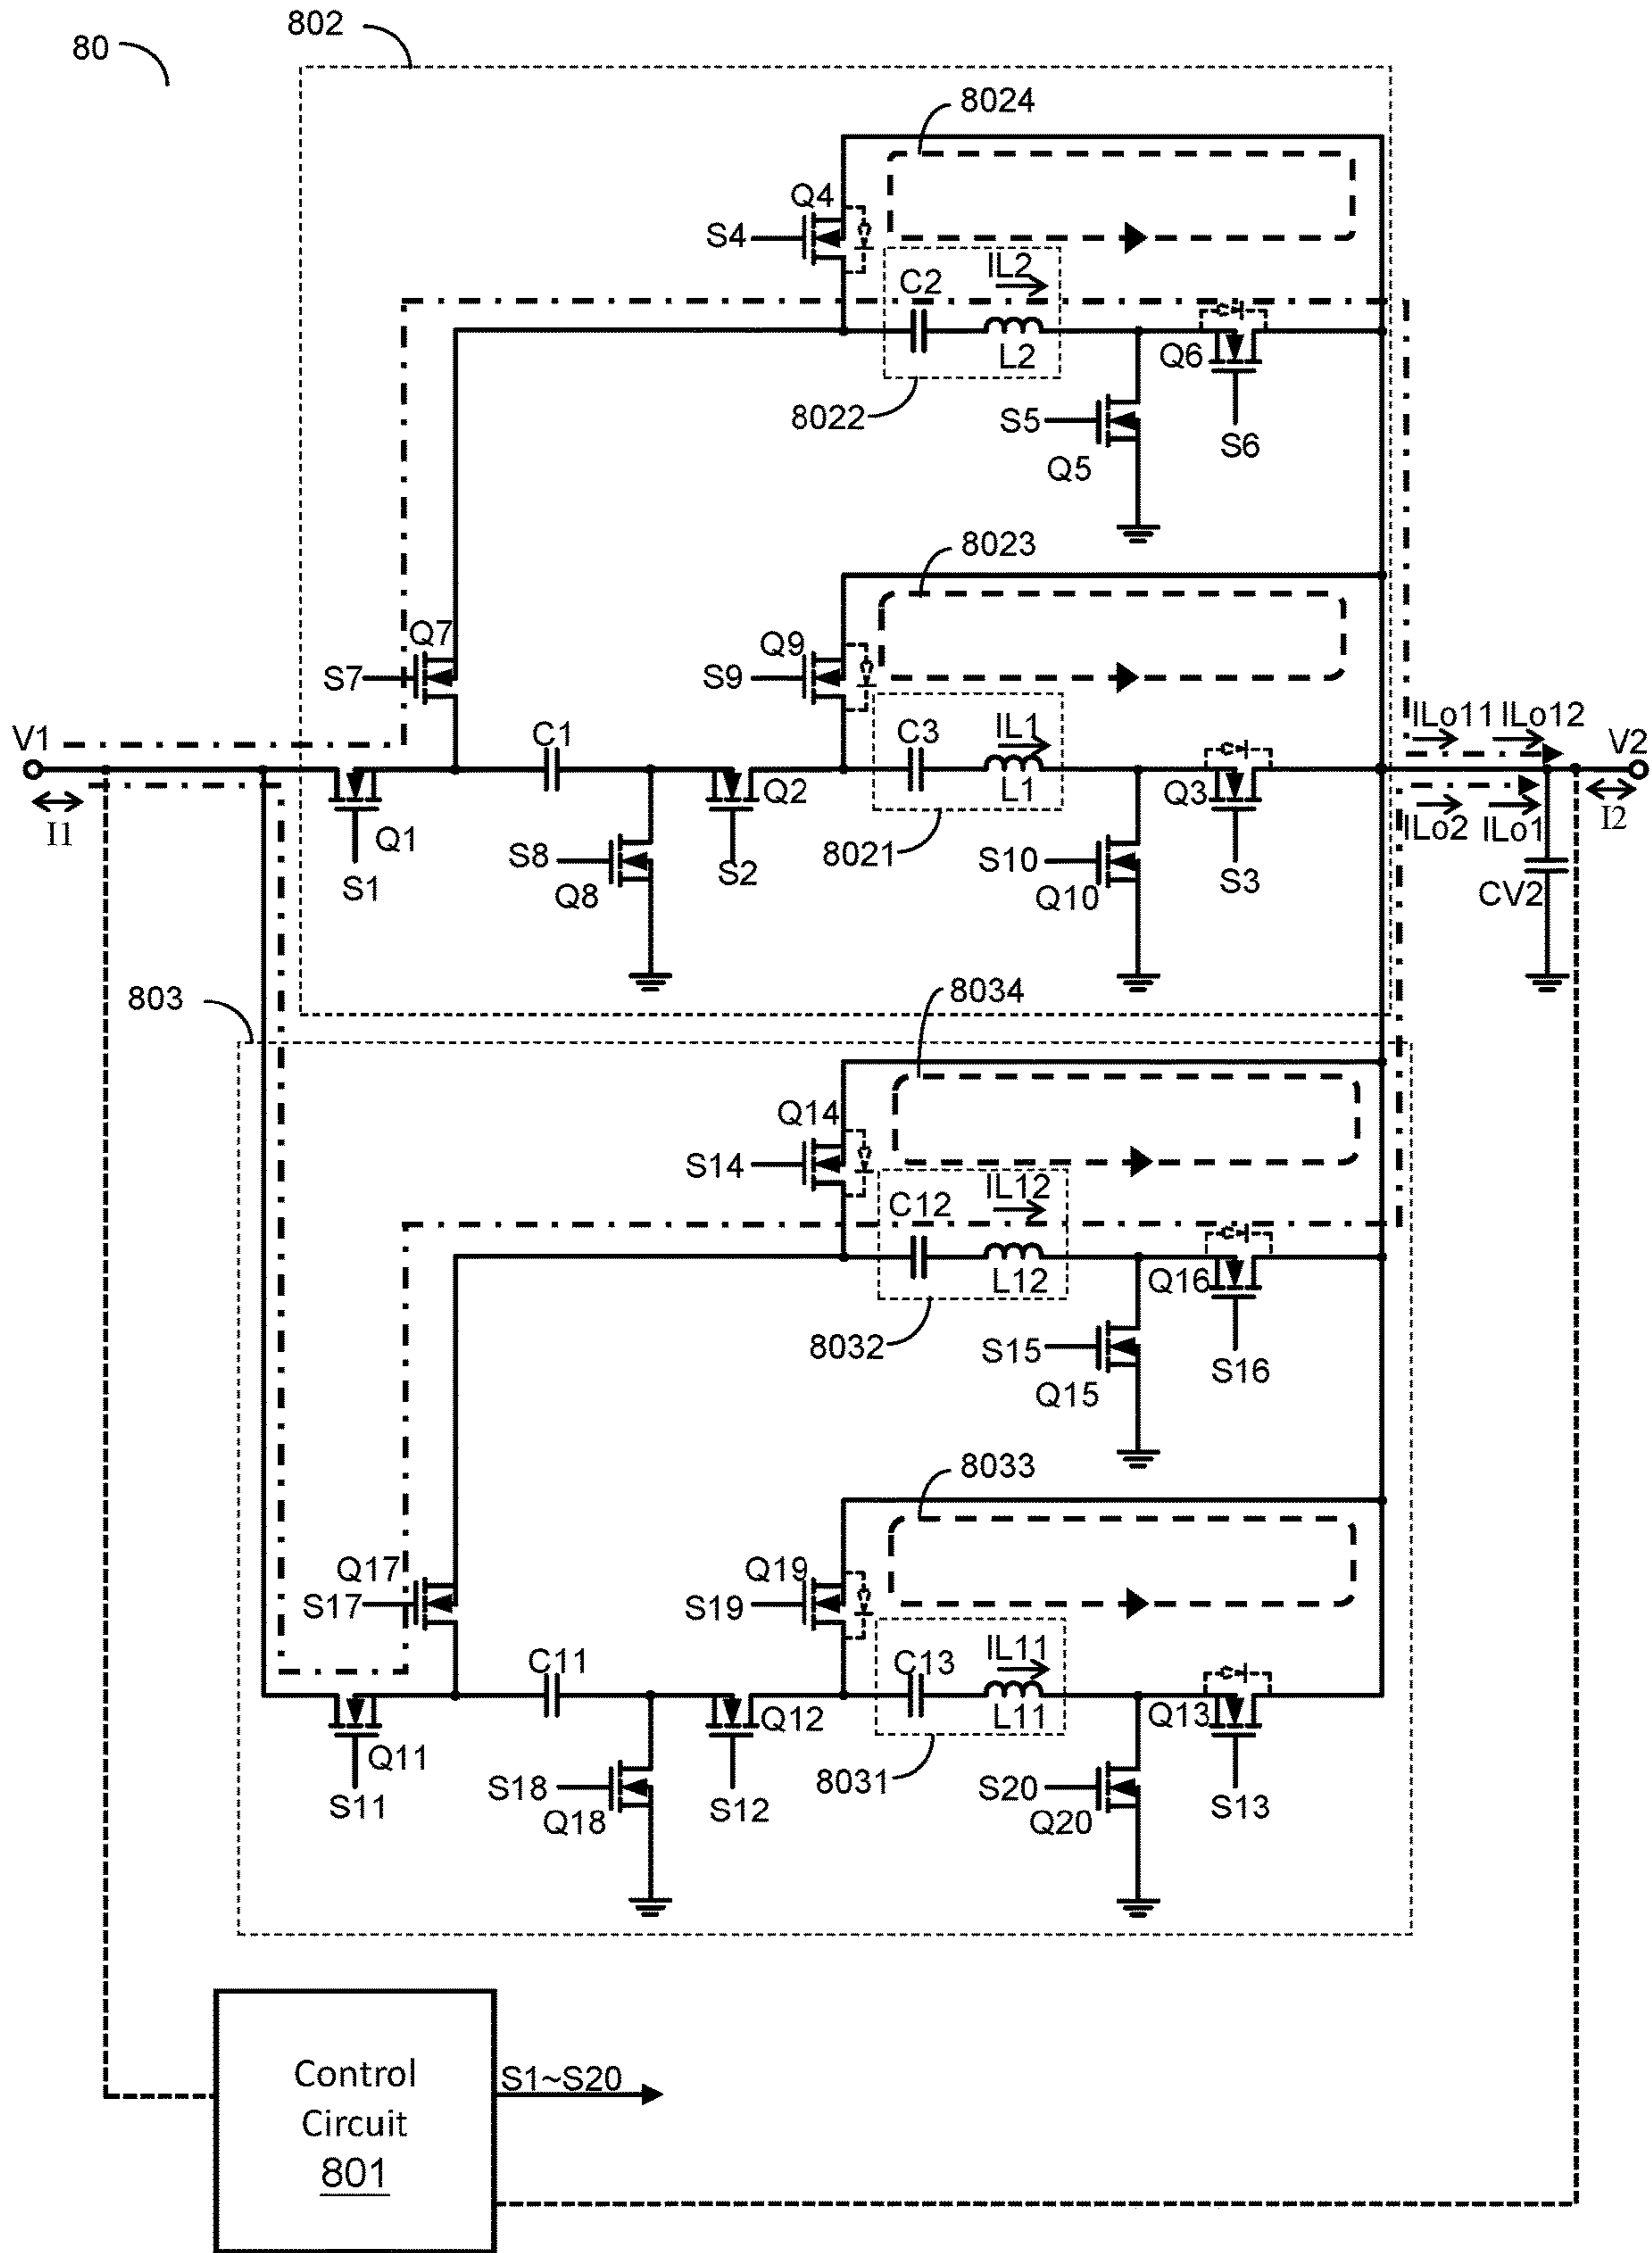 80
802
8024
Q4
S4
C2
IL2
L2
Q6
8022
S5
S6
Q5
8023
Q7
Q9
S7
S9
V1
C1
C3
IL1
ILo11
ILo12
V2
I1
Q1
Q2
L1
Q3
ILo2
ILo1
I2
S1
S8
Q8
S2
8021
S10
Q10
S3
CV2
803
8034
Q14
S14
C12
IL12
L12
Q16
8032
S15
S16
Q15
8033
Q17
Q19
S17
S19
C11
C13
IL11
Q11
Q12
L11
Q13
S11
S18
Q18
S12
8031
S20
Q20
S13
Control
Circuit
801
S1~S20